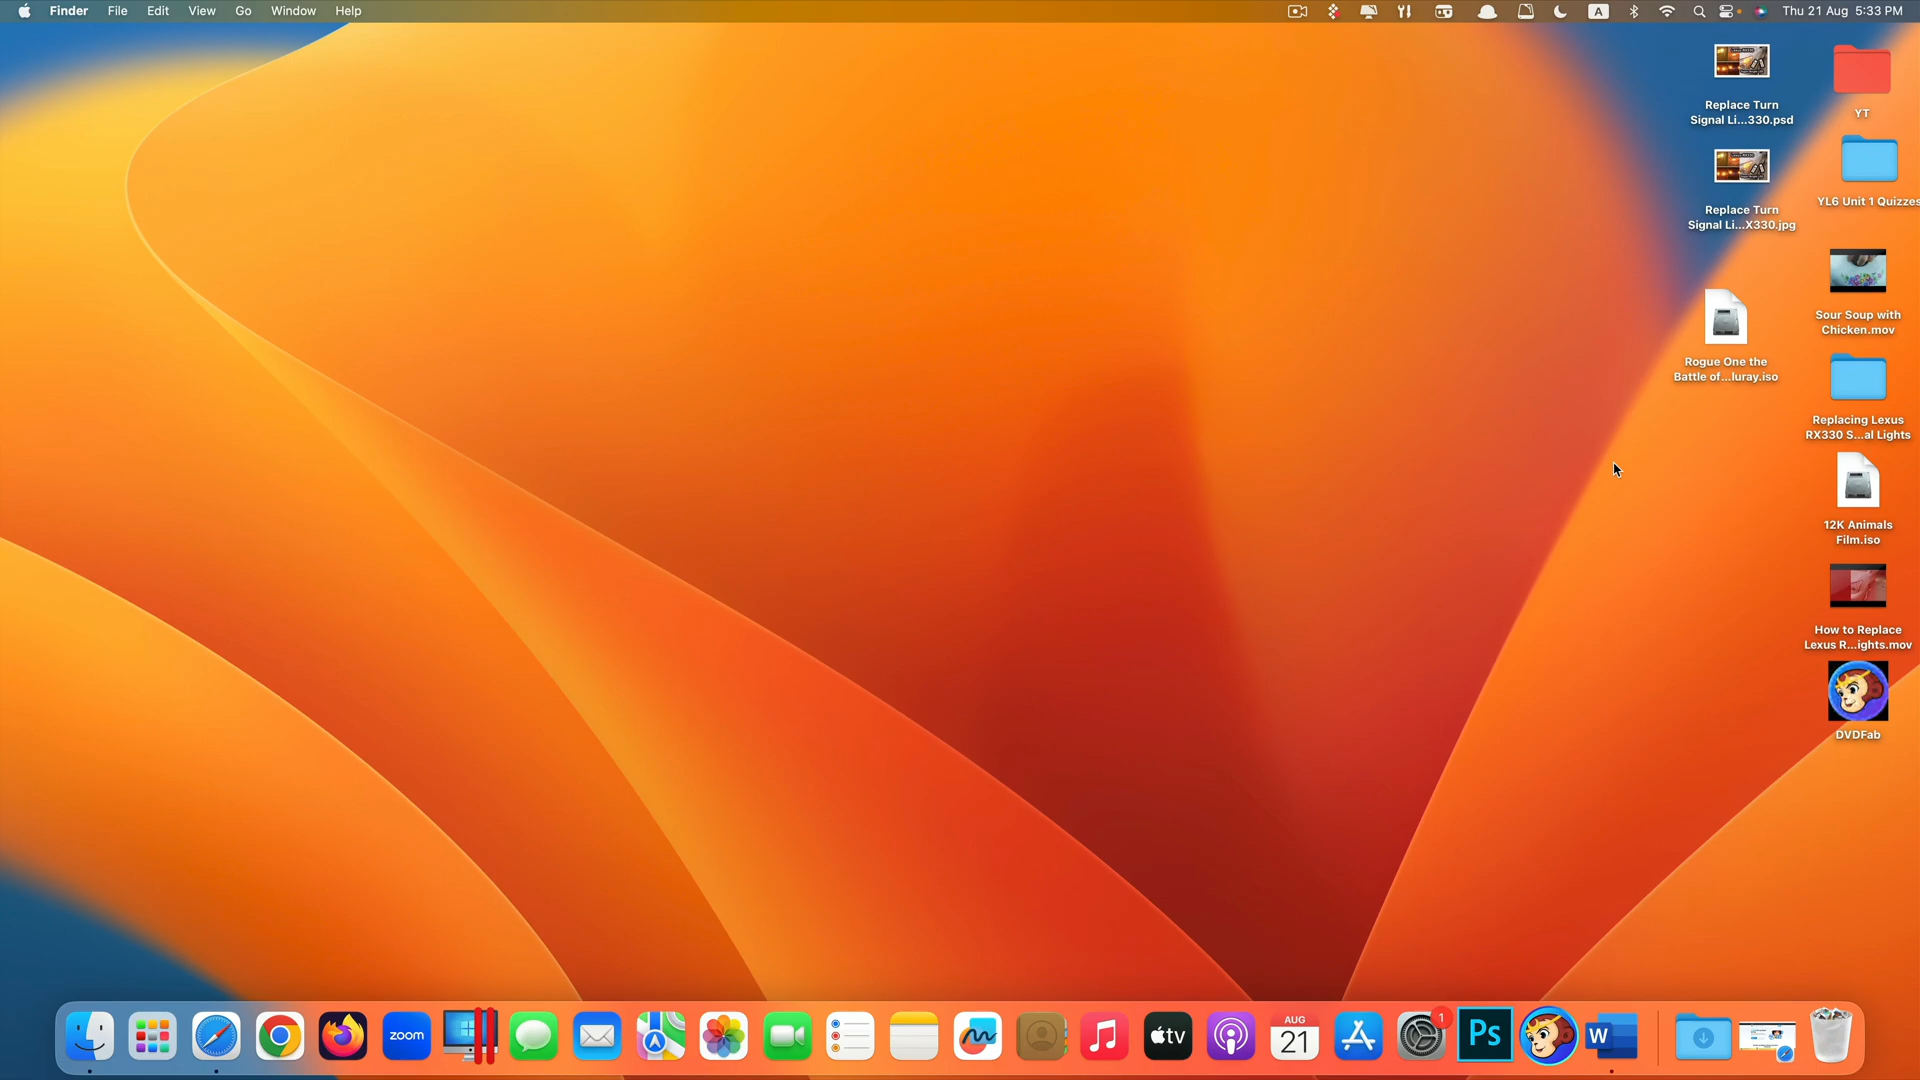 Finder File Edit View Go Window Help
A Thu 21 Aug 5:33 PM
Replace Turn
Signal Li...330.psd
YT
Replace Turn
Signal Li...X330.jpg
YL6 Unit 1 Quizzes
Sour Soup with
Chicken.mov
Rogue One the
Battle of...luray.iso
Replacing Lexus
RX330 S...al Lights
12K Animals
Film.iso
How to Replace
Lexus R...ights.mov
DVDFab
zoom
tv
AUG
21
1
Ps
W